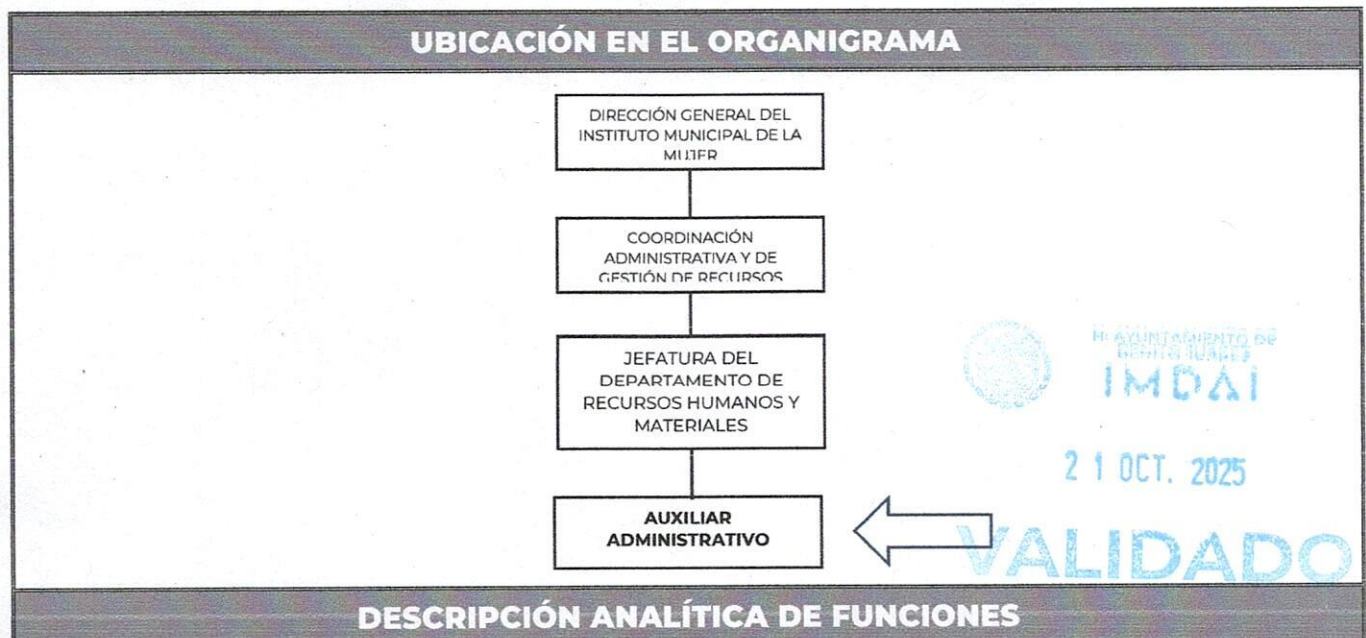 UBICACIÓN EN EL ORGANIGRAMA
DIRECCIÓN GENERAL DEL
INSTITUTO MUNICIPAL DE LA
MUJER
COORDINACIÓN
ADMINISTRATIVA Y DE
GESTIÓN DE RECURSOS
JEFATURA DEL
DEPARTAMENTO DE
RECURSOS HUMANOS Y
MATERIALES
H. AYUNTAMIENTO DE
BENITO JUÁREZ
IMDAI
21 OCT. 2025
AUXILIAR
ADMINISTRATIVO
VALIDADO
DESCRIPCIÓN ANALÍTICA DE FUNCIONES